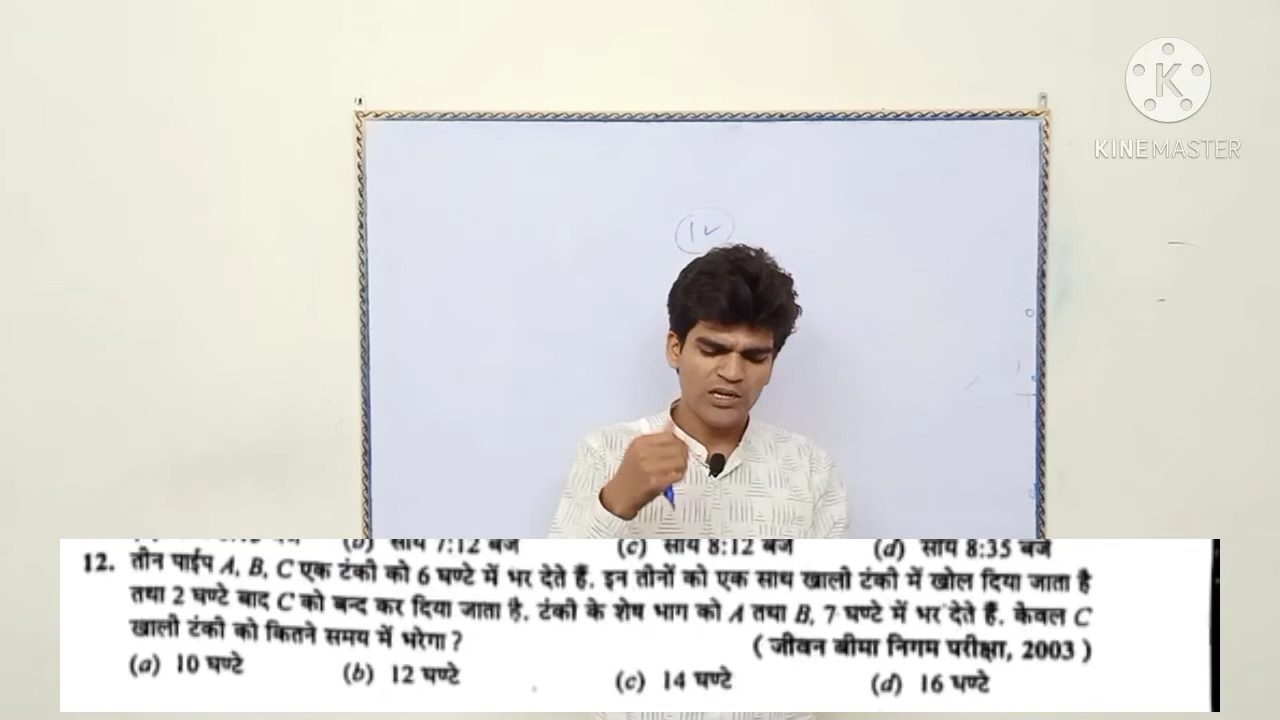 K
KINEMASTER
12
(b) सायं 7:12 बजे (c) सायं 8:12 बजे (d) सायं 8:35 बजे
12. तीन पाईप A, B, C एक टंकी को 6 घण्टे में भर देते हैं. इन तीनों को एक साथ खाली टंकी में खोल दिया जाता है
तथा 2 घण्टे बाद C को बन्द कर दिया जाता है. टंकी के शेष भाग को A तथा B, 7 घण्टे में भर देते हैं. केवल C
खाली टंकी को कितने समय में भरेगा ? ( जीवन बीमा निगम परीक्षा, 2003 )
(a) 10 घण्टे (b) 12 घण्टे (c) 14 घण्टे (d) 16 घण्टे